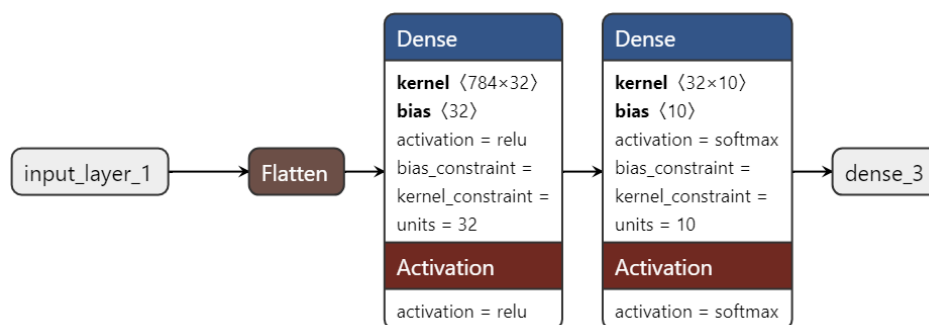 input_layer_1
Flatten
Dense
kernel 〈784×32〉
bias 〈32〉
activation = relu
bias_constraint =
kernel_constraint =
units = 32
Activation
activation = relu
Dense
kernel 〈32×10〉
bias 〈10〉
activation = softmax
bias_constraint =
kernel_constraint =
units = 10
Activation
activation = softmax
dense_3